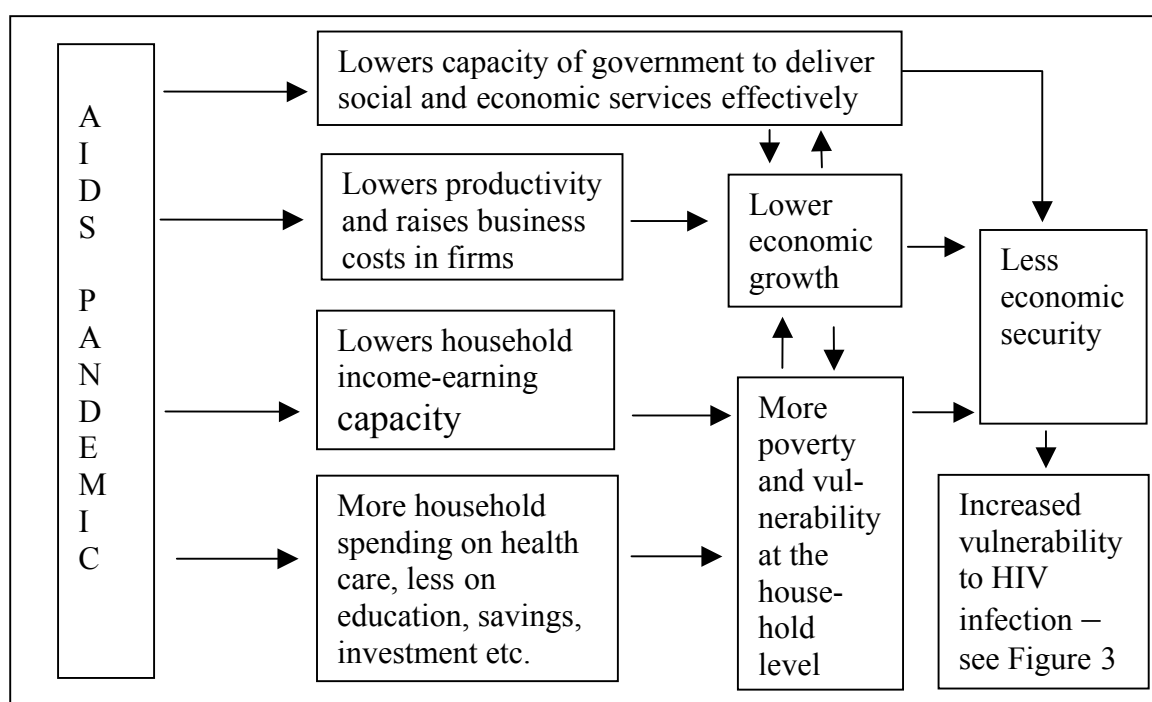 A
I
D
S
P
A
N
D
E
M
I
C
Lowers capacity of government to deliver
social and economic services effectively
Lowers productivity
and raises business
costs in firms
Lowers household
income-earning
capacity
More household
spending on health
care, less on
education, savings,
investment etc.
Lower
economic
growth
More
poverty
and vul-
nerability
at the
house-
hold
level
Less
economic
security
Increased
vulnerability
to HIV
infection –
see Figure 3